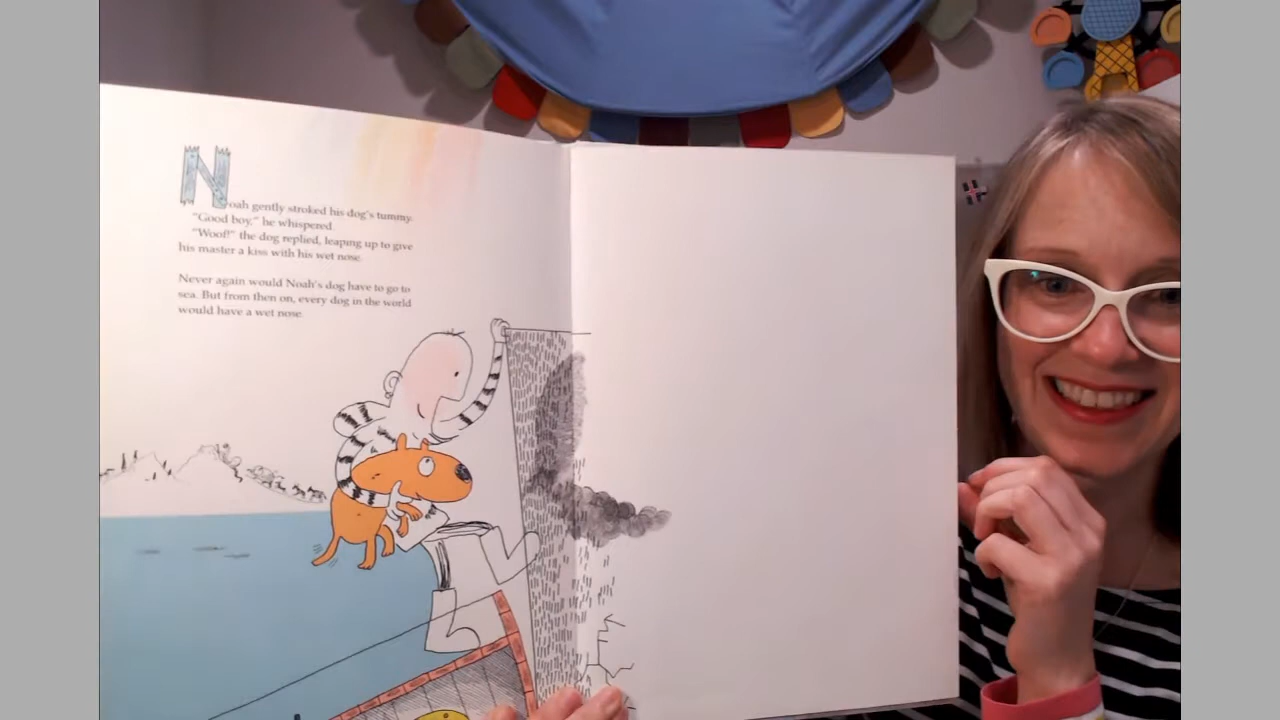 Noah gently stroked his dog's tummy.
"Good boy," he whispered.
"Woof!" the dog replied, leaping up to give
his master a kiss with his wet nose.
Never again would Noah's dog have to go to
sea. But from then on, every dog in the world
would have a wet nose.